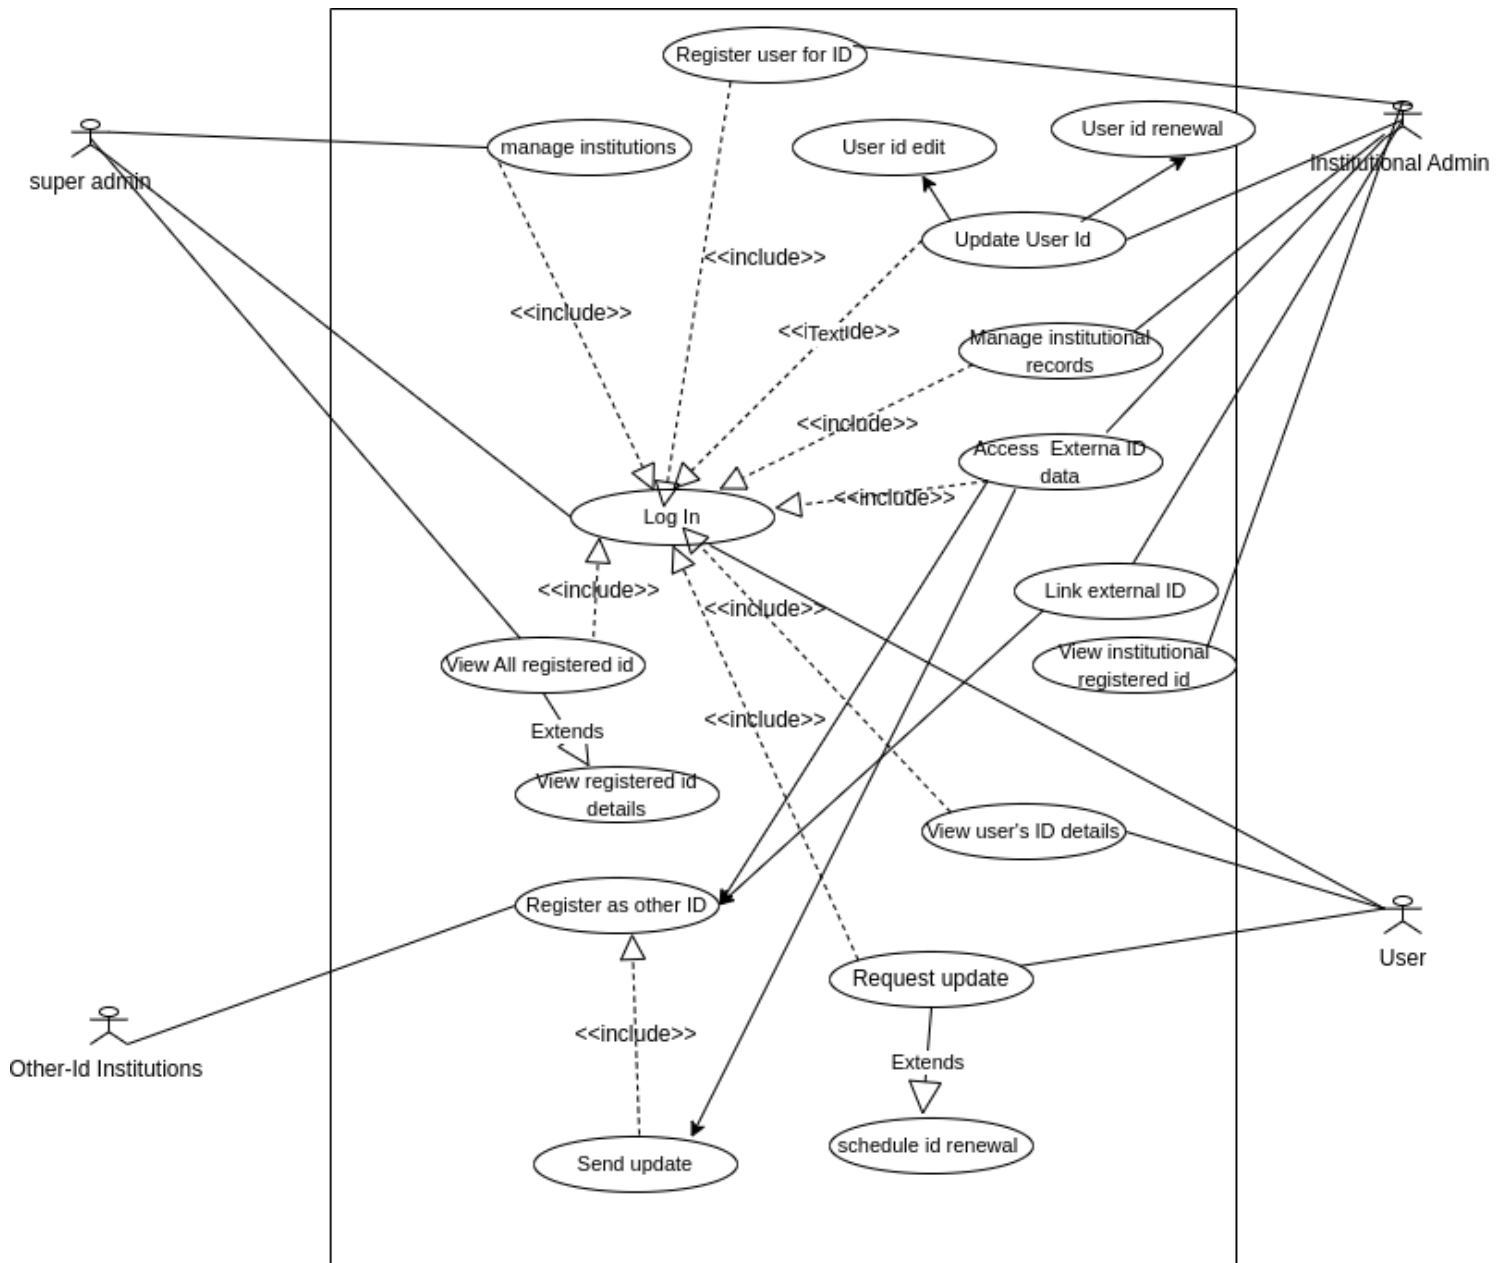 Register user for ID
User id renewal
manage institutions
User id edit
Institutional Admin
super admin
Update User Id
<<include>>
<<include>>
<<iTextde>>
Manage institutional
records
<<include>>
Access  Externa ID
data
<<include>>
Log In
<<include>>
Link external ID
<<include>>
View All registered id
View institutional
registered id
<<include>>
Extends
View registered id
details
View user's ID details
Register as other ID
User
Request update
<<include>>
Other-Id Institutions
Extends
schedule id renewal
Send update